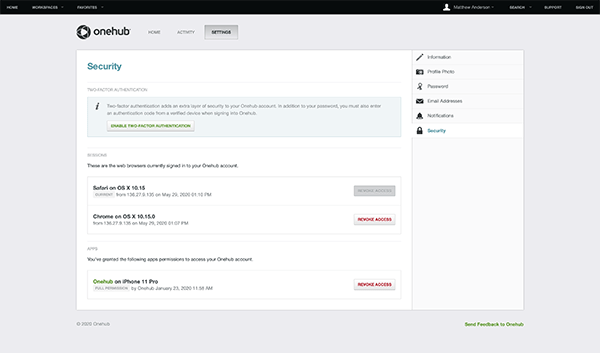 HOME WORKSPACES FAVORITES Matthew Anderson SEARCH SUPPORT SIGN OUT
onehub HOME ACTIVITY SETTINGS
Security
TWO-FACTOR AUTHENTICATION
Two-factor authentication adds an extra layer of security to your Onehub account. In addition to your password, you must also enter
an authentication code from a verified device when signing into Onehub.
ENABLE TWO-FACTOR AUTHENTICATION
SESSIONS
These are the web browsers currently signed in to your Onehub account.
Safari on OS X 10.15
CURRENT from 136.27.9.135 on May 29, 2020 01:10 PM
REVOKE ACCESS
Chrome on OS X 10.15.0
from 136.27.9.135 on May 29, 2020 01:07 PM
REVOKE ACCESS
APPS
You've granted the following apps permissions to access your Onehub account.
Onehub on iPhone 11 Pro
FULL PERMISSION by Onehub January 23, 2020 11:58 AM
REVOKE ACCESS
Information
Profile Photo
Password
Email Addresses
Notifications
Security
© 2020 Onehub
Send Feedback to Onehub